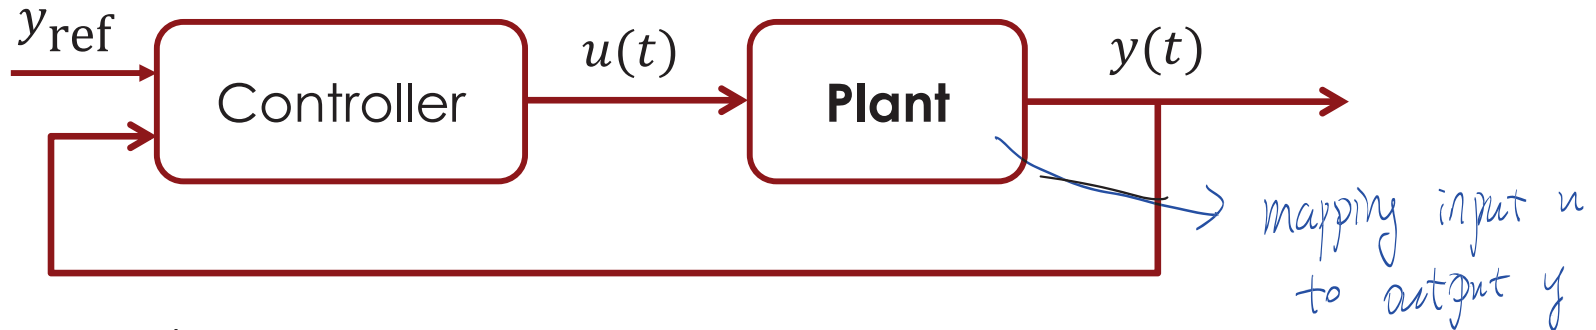 y_ref
Controller
u(t)
Plant
y(t)
mapping input u
to output y